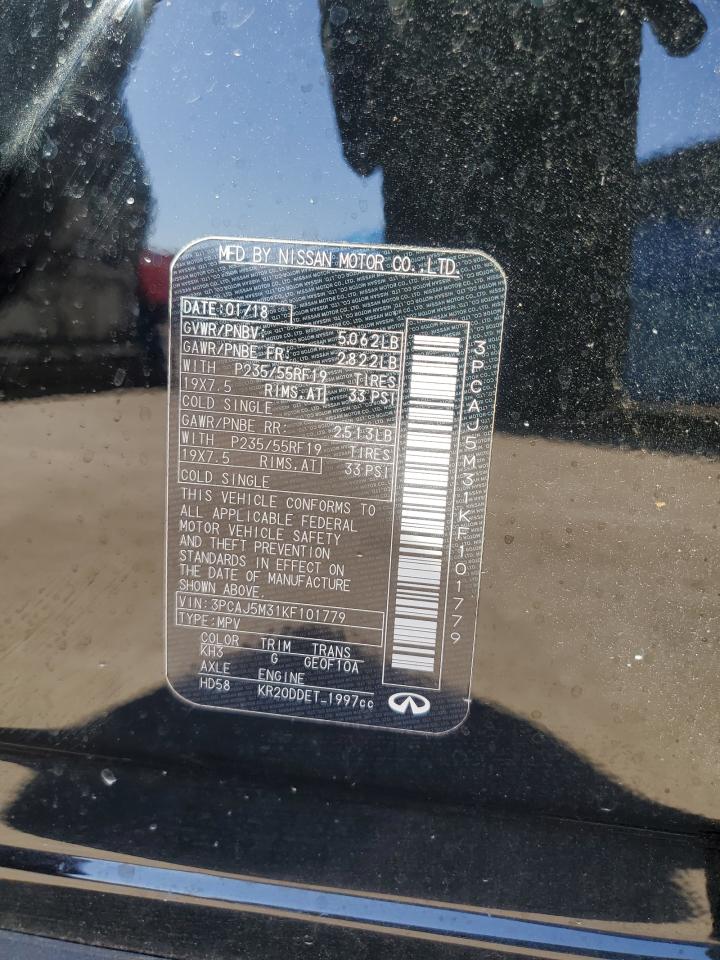 MFD BY NISSAN MOTOR CO.,LTD.
DATE:01/18
GVWR/PNBV: 5,062LB
GAWR/PNBE FR: 2822LB
WITH P235/55RF19 TIRES
19X7.5 RIMS,AT 33 PSI
COLD SINGLE
GAWR/PNBE RR: 2513LB
WITH P235/55RF19 TIRES
19X7.5 RIMS,AT 33 PSI
COLD SINGLE
THIS VEHICLE CONFORMS TO
ALL APPLICABLE FEDERAL
MOTOR VEHICLE SAFETY
AND THEFT PREVENTION
STANDARDS IN EFFECT ON
THE DATE OF MANUFACTURE
SHOWN ABOVE.
VIN:3PCAJ5M31KF101779
TYPE:MPV
COLOR TRIM TRANS
KH3 G GE0F10A
AXLE ENGINE
HD58 KR20DDET_1997cc
3PCAJ5M31KF101779